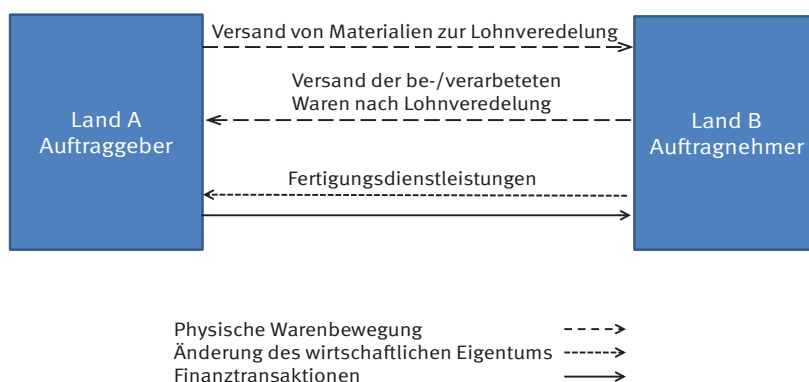 Versand von Materialien zur Lohnveredelung
Versand der be-/verarbeteten
Waren nach Lohnveredelung
Land A
Auftraggeber
Land B
Auftragnehmer
Fertigungsdienstleistungen
Physische Warenbewegung
Änderung des wirtschaftlichen Eigentums
Finanztransaktionen